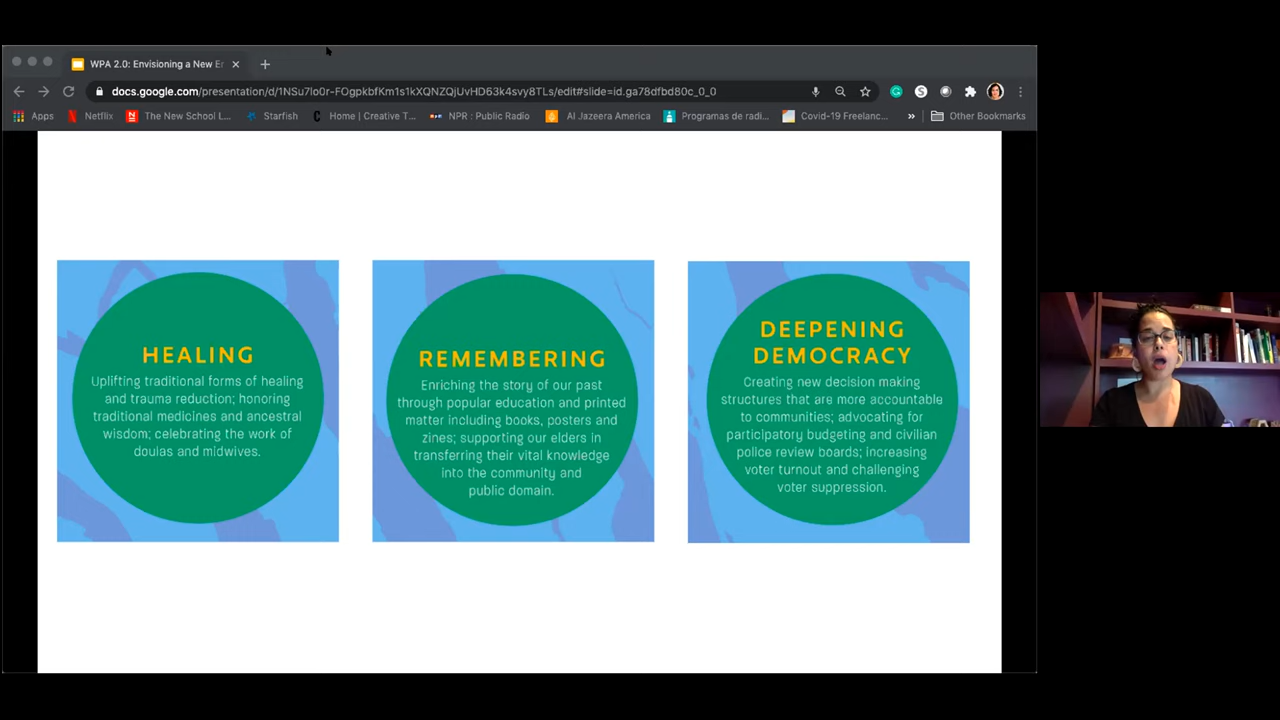 WPA 2.0: Envisioning a New Er
docs.google.com/presentation/d/1NSu7lo0r-FOgpkbfKm1s1kXQNZQjUvHD63k4svy8TLs/edit#slide=id.ga78dfbd80c_0_0
Apps Netflix The New School L... Starfish Home | Creative T... NPR : Public Radio Al Jazeera America Programas de radi... Covid-19 Freelanc... » Other Bookmarks
HEALING
Uplifting traditional forms of healing
and trauma reduction; honoring
traditional medicines and ancestral
wisdom; celebrating the work of
doulas and midwives.
REMEMBERING
Enriching the story of our past
through popular education and printed
matter including books, posters and
zines; supporting our elders in
transferring their vital knowledge
into the community and
public domain.
DEEPENING
DEMOCRACY
Creating new decision making
structures that are more accountable
to communities; advocating for
participatory budgeting and civilian
police review boards; increasing
voter turnout and challenging
voter suppression.